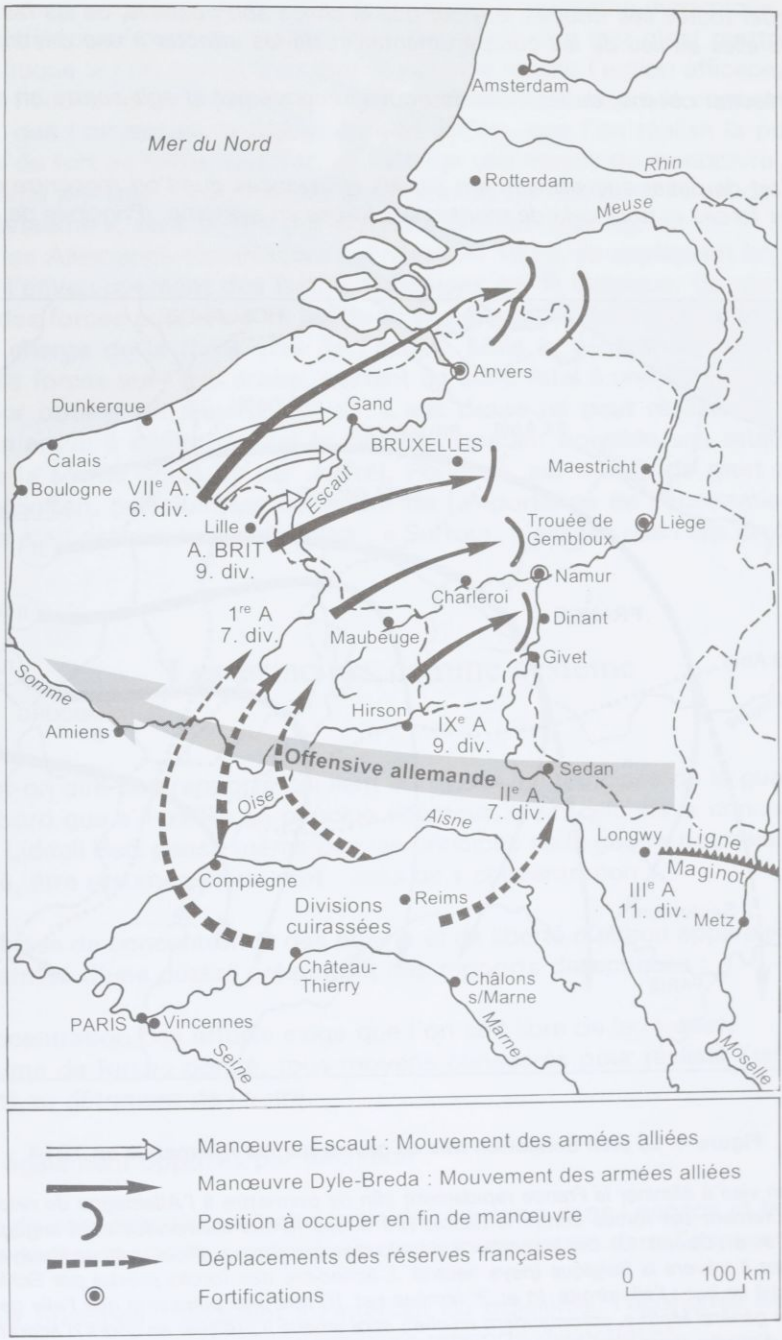 Amsterdam
Mer du Nord
Rhin
Rotterdam
Meuse
Anvers
Dunkerque
Gand
Calais
BRUXELLES
Boulogne
Maestricht
VIIe A.
6. div.
Escaut
Lille
Trouée de
Gembloux
Liège
A. BRIT
9. div.
Namur
Charleroi
1re A
7. div.
Maubeuge
Dinant
Givet
Somme
Hirson
Amiens
IXe A
9. div.
Offensive allemande
Sedan
Oise
IIe A.
7. div.
Aisne
Longwy
Ligne
Maginot
Compiègne
IIIe A
11. div.
Reims
Divisions
cuirassées
Metz
Château-
Thierry
Châlons
s/Marne
PARIS
Vincennes
Seine
Marne
Moselle
Manœuvre Escaut : Mouvement des armées alliées
Manœuvre Dyle-Breda : Mouvement des armées alliées
Position à occuper en fin de manœuvre
Déplacements des réserves françaises
Fortifications
0 100 km